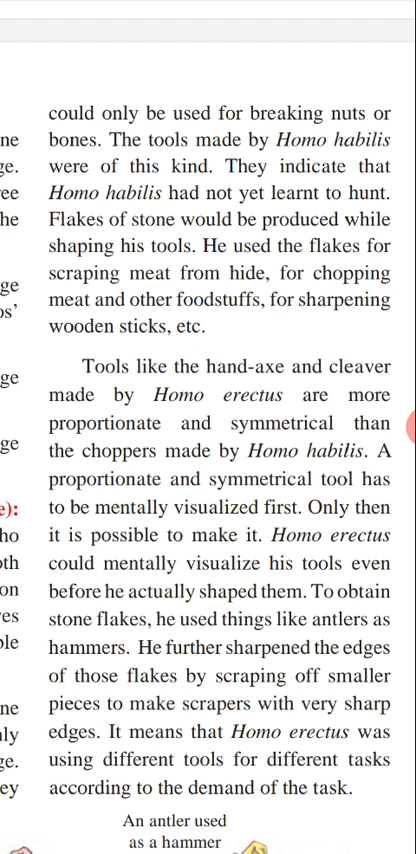 could only be used for breaking nuts or
bones. The tools made by Homo habilis
were of this kind. They indicate that
Homo habilis had not yet learnt to hunt.
Flakes of stone would be produced while
shaping his tools. He used the flakes for
scraping meat from hide, for chopping
meat and other foodstuffs, for sharpening
wooden sticks, etc.
Tools like the hand-axe and cleaver
made by Homo erectus are more
proportionate and symmetrical than
the choppers made by Homo habilis. A
proportionate and symmetrical tool has
to be mentally visualized first. Only then
it is possible to make it. Homo erectus
could mentally visualize his tools even
before he actually shaped them. To obtain
stone flakes, he used things like antlers as
hammers. He further sharpened the edges
of those flakes by scraping off smaller
pieces to make scrapers with very sharp
edges. It means that Homo erectus was
using different tools for different tasks
according to the demand of the task.
An antler used
as a hammer